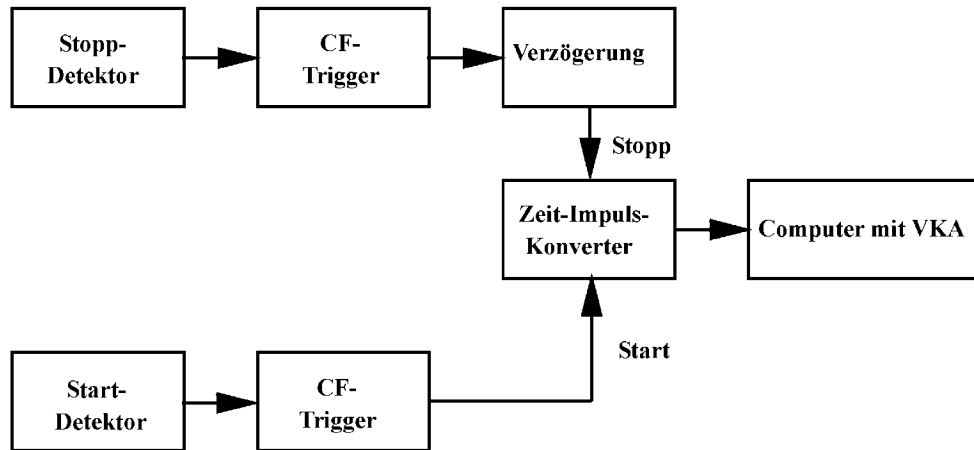 Stopp-
Detektor
CF-
Trigger
Verzögerung
Stopp
Zeit-Impuls-
Konverter
Computer mit VKA
Start
Start-
Detektor
CF-
Trigger